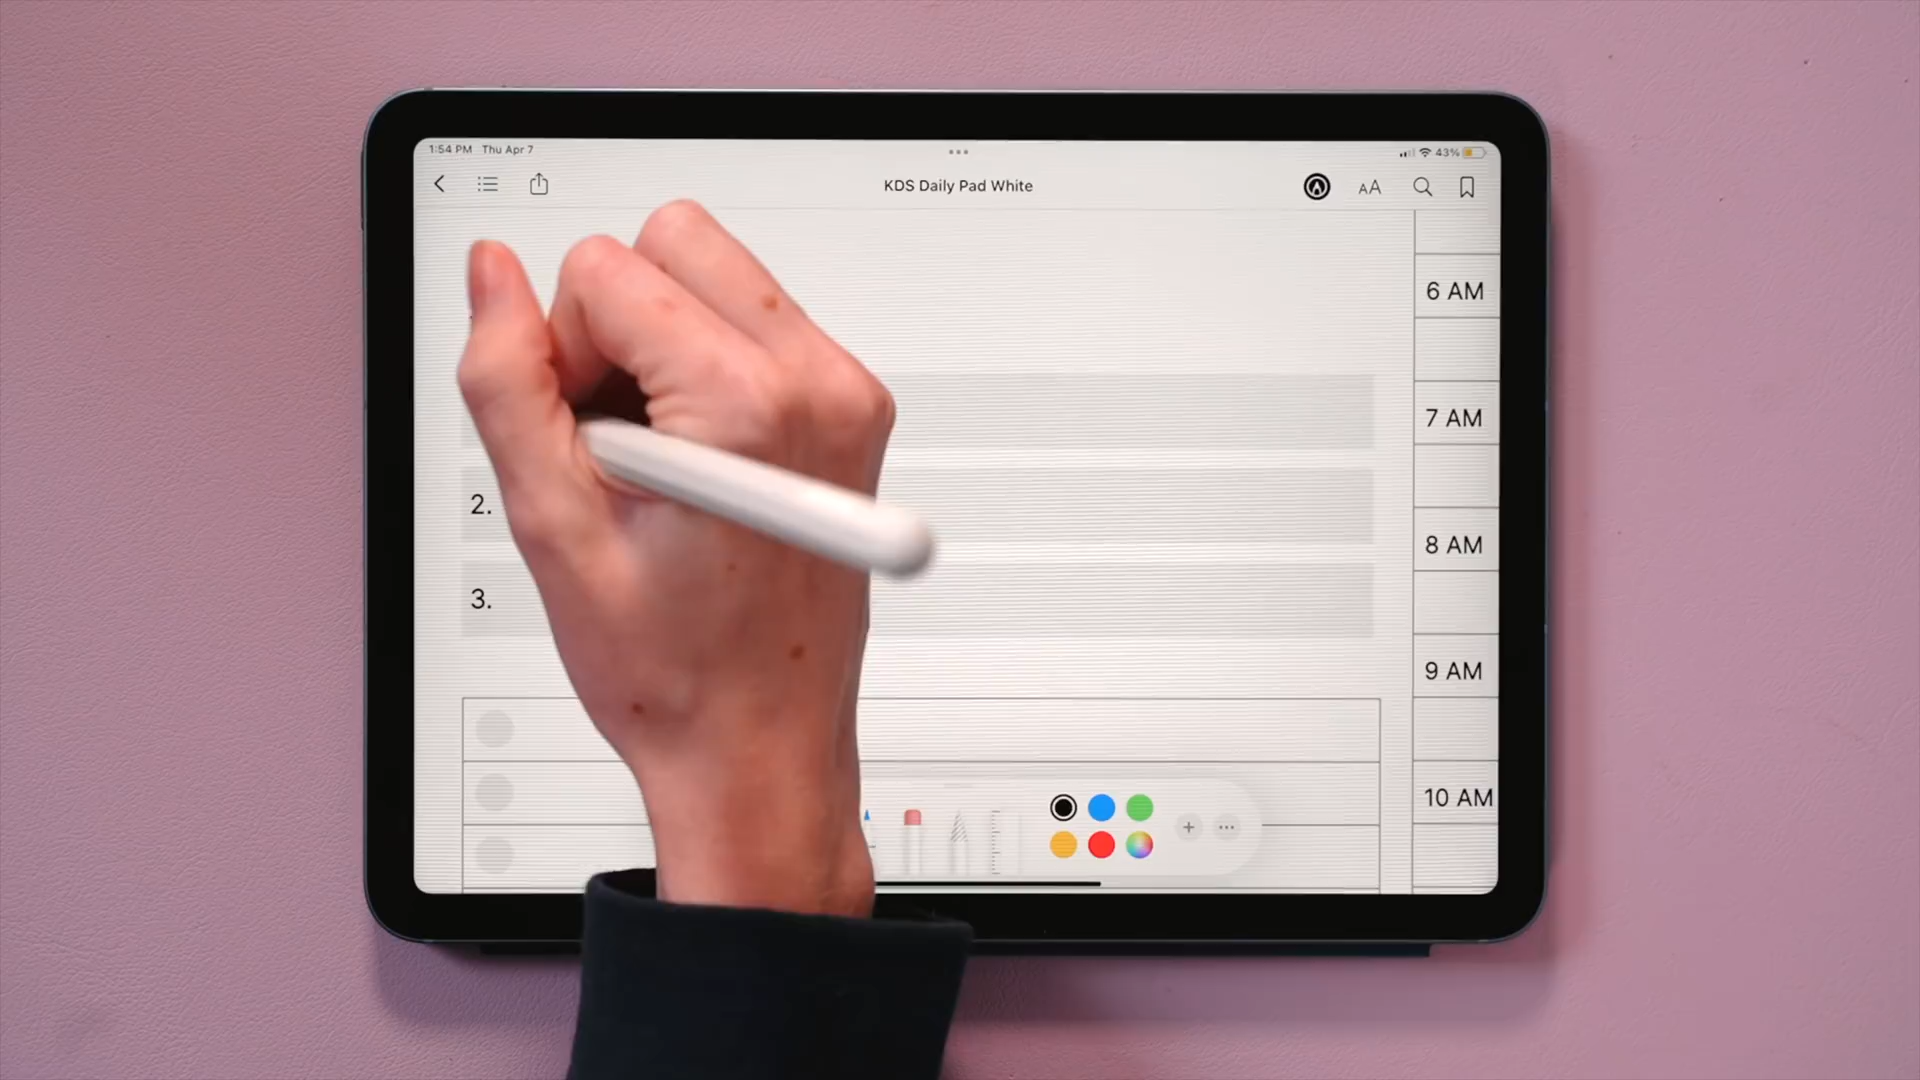 1:54 PM Thu Apr 7
43%
KDS Daily Pad White
AA
2.
3.
6 AM
7 AM
8 AM
9 AM
10 AM